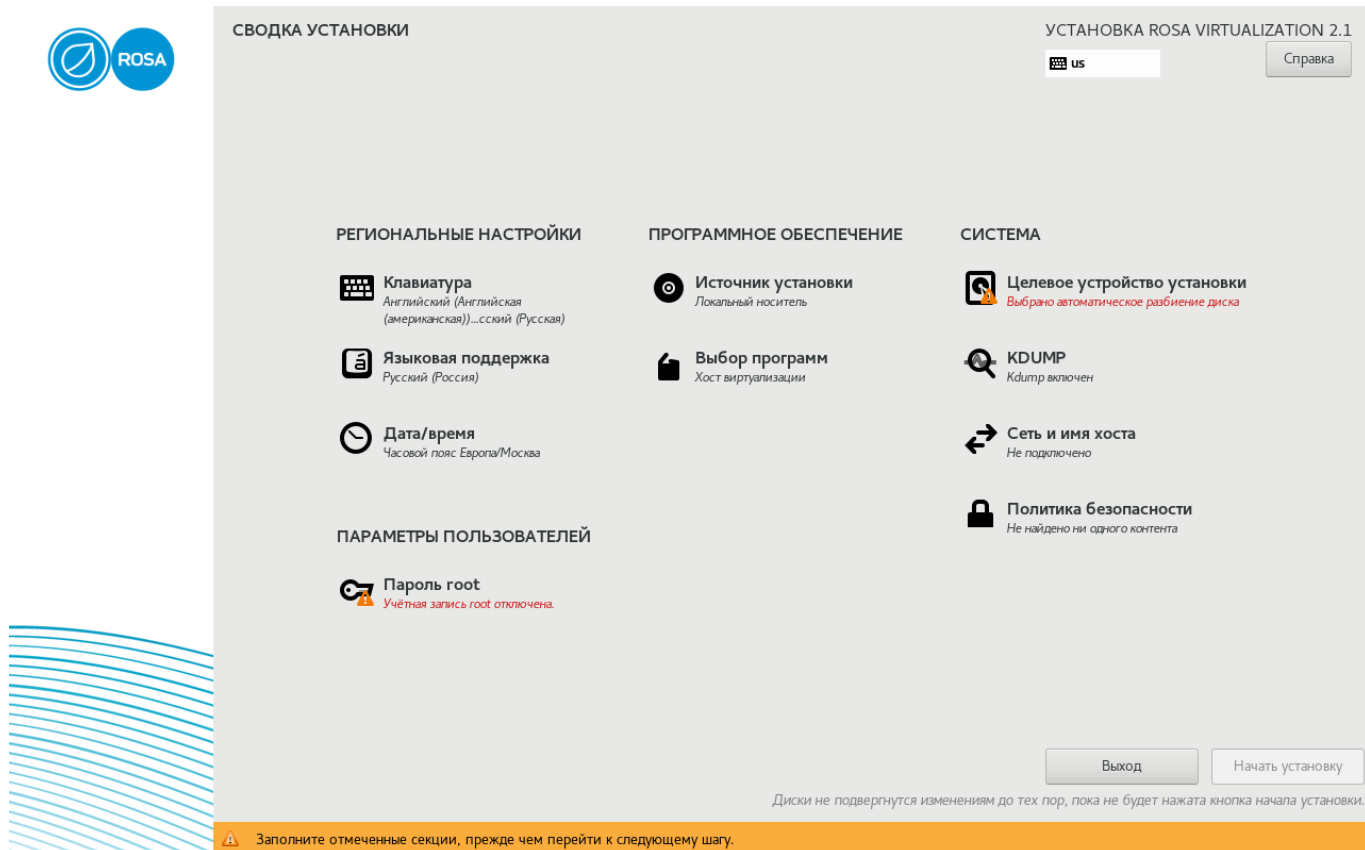 ROSA
СВОДКА УСТАНОВКИ
УСТАНОВКА ROSA VIRTUALIZATION 2.1
us
Справка
РЕГИОНАЛЬНЫЕ НАСТРОЙКИ
Клавиатура
Английский (Английская
(американская))...сский (Русская)
Языковая поддержка
Русский (Россия)
Дата/время
Часовой пояс Европа/Москва
ПАРАМЕТРЫ ПОЛЬЗОВАТЕЛЕЙ
Пароль root
Учётная запись root отключена.
ПРОГРАММНОЕ ОБЕСПЕЧЕНИЕ
Источник установки
Локальный носитель
Выбор программ
Хост виртуализации
СИСТЕМА
Целевое устройство установки
Выбрано автоматическое разбиение диска
KDUMP
Kdump включен
Сеть и имя хоста
Не подключено
Политика безопасности
Не найдено ни одного контента
Выход
Начать установку
Диски не подвергнутся изменениям до тех пор, пока не будет нажата кнопка начала установки.
Заполните отмеченные секции, прежде чем перейти к следующему шагу.